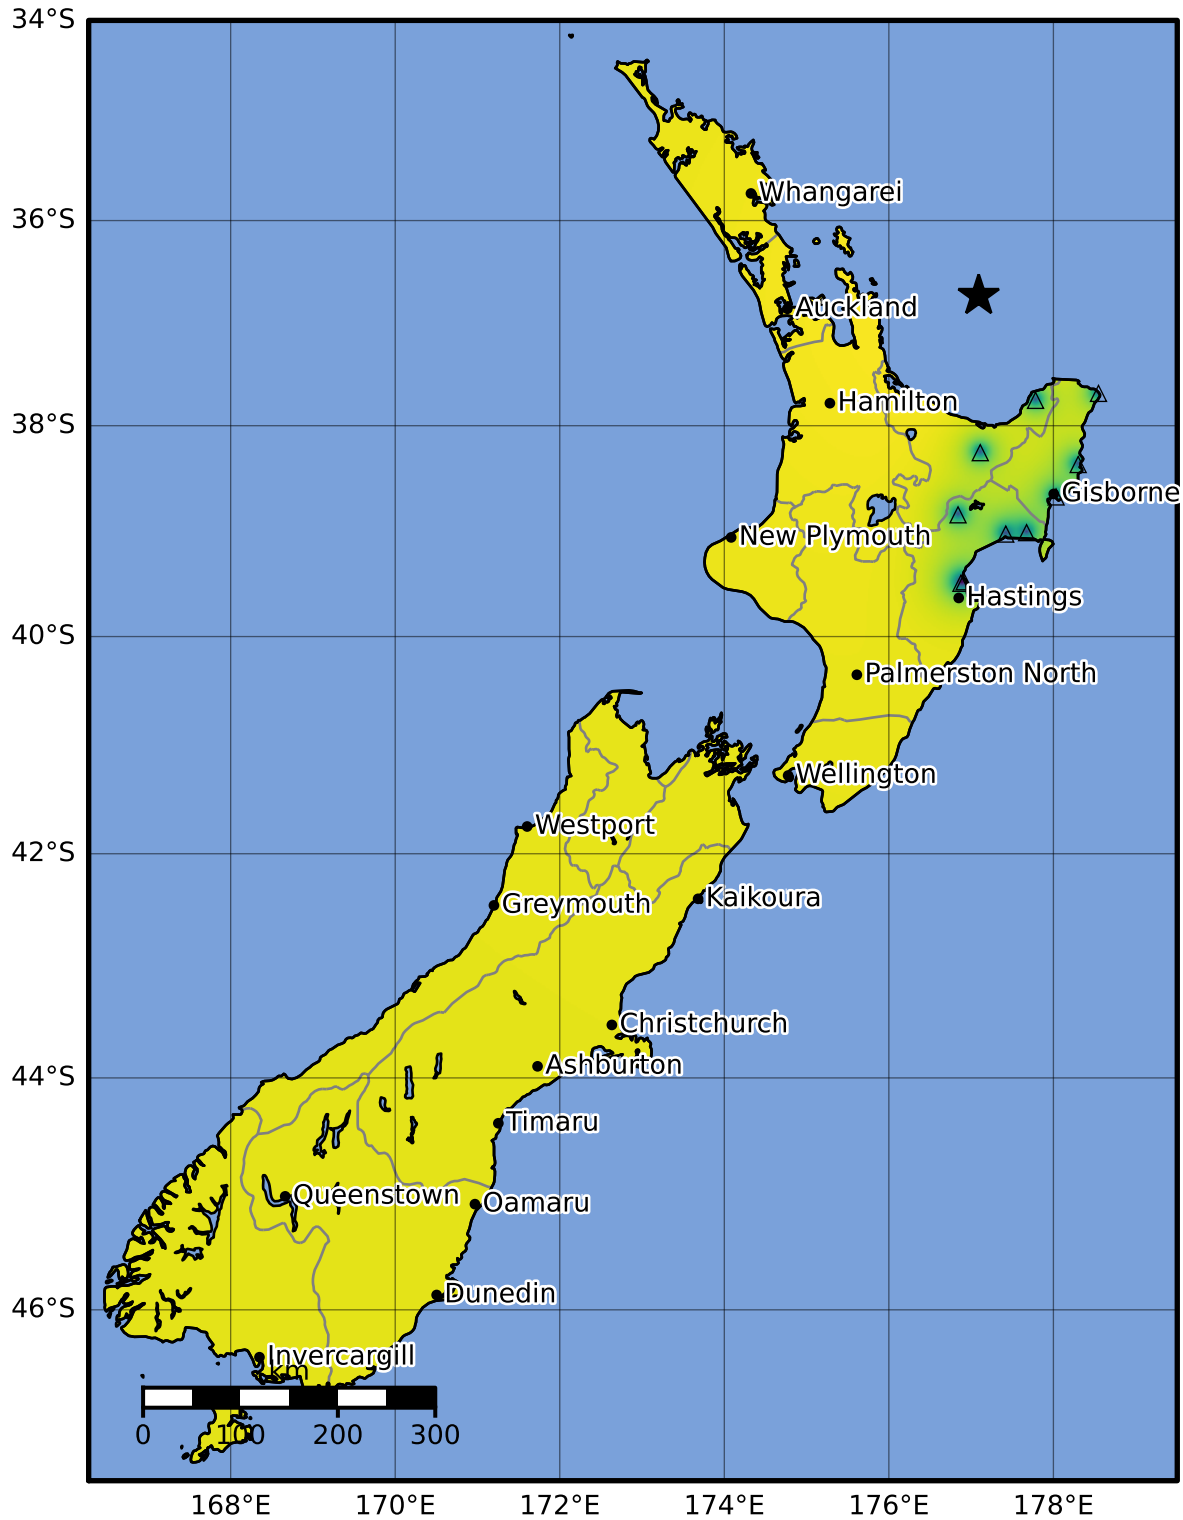 34°S
Whangarei
36°S
Auckland
Hamilton
38°S
Gisborne
New Plymouth
Hastings
40°S
Palmerston North
Wellington
Westport
42°S
Kaikoura
Greymouth
Christchurch
Ashburton
44°S
Timaru
Queenstown
Oamaru
Dunedin
46°S
Invercargill
km
0 100 200 300
168°E 170°E 172°E 174°E 176°E 178°E